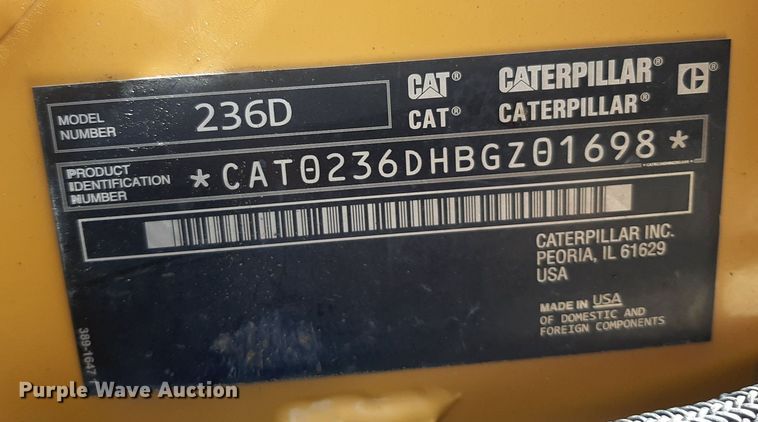 CAT® CATERPILLAR® C®
MODEL NUMBER 236D
CAT® CATERPILLAR®
PRODUCT IDENTIFICATION NUMBER *CAT0236DHBGZ01698*
CATERPILLAR INC.
PEORIA, IL 61629
USA
MADE IN USA
OF DOMESTIC AND
FOREIGN COMPONENTS
389-1647
Purple Wave Auction